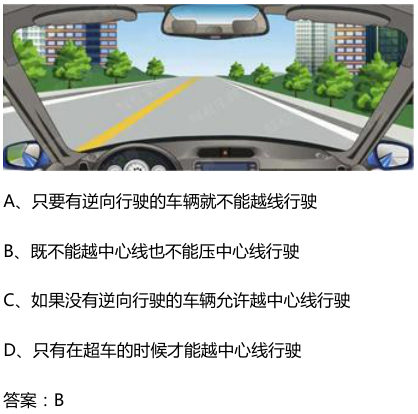 A、只要有逆向行驶的车辆就不能越线行驶
B、既不能越中心线也不能压中心线行驶
C、如果没有逆向行驶的车辆允许越中心线行驶
D、只有在超车的时候才能越中心线行驶
答案：B